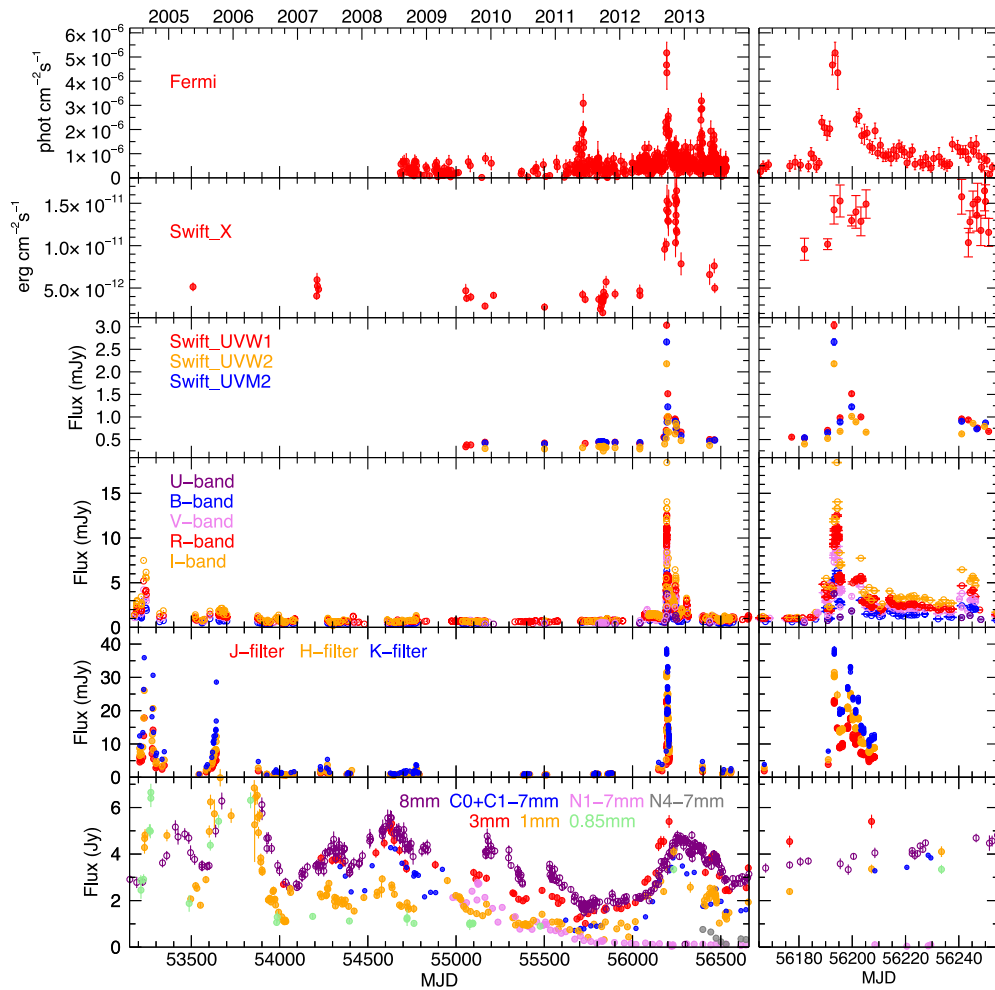 2005 2006 2007 2008 2009 2010 2011 2012 2013
phot cm⁻²s⁻¹
6× 10⁻⁶
5× 10⁻⁶
4× 10⁻⁶
3× 10⁻⁶
2× 10⁻⁶
1× 10⁻⁶
0
Fermi
erg cm⁻²s⁻¹
1.5× 10⁻¹¹
1.0× 10⁻¹¹
5.0× 10⁻¹²
Swift_X
Flux (mJy)
3.0
2.5
2.0
1.5
1.0
0.5
Swift_UVW1
Swift_UVW2
Swift_UVM2
Flux (mJy)
15
10
5
0
U−band
B−band
V−band
R−band
I−band
Flux (mJy)
40
30
20
10
0
J−filter H−filter K−filter
Flux (Jy)
6
4
2
0
8mm C0+C1−7mm N1−7mm N4−7mm
3mm 1mm 0.85mm
53500 54000 54500 55000 55500 56000 56500
MJD
56180 56200 56220 56240
MJD